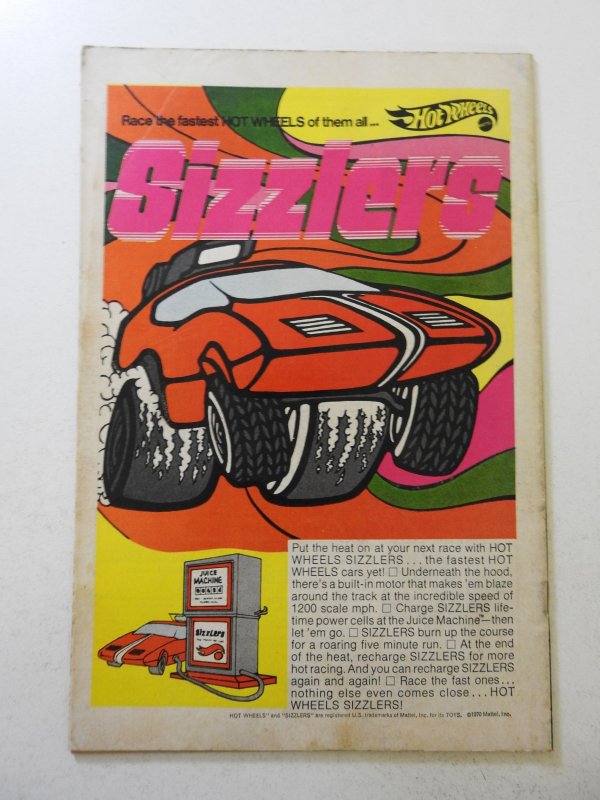 Race the fastest HOT WHEELS of them all ...
Hot Wheels
Sizzlers
JUICE
MACHINE
Sizzlers
Put the heat on at your next race with HOT
WHEELS SIZZLERS ... the fastest HOT
WHEELS cars yet! □ Underneath the hood,
there's a built-in motor that makes 'em blaze
around the track at the incredible speed of
1200 scale mph. □ Charge SIZZLERS life-
time power cells at the Juice Machine™—then
let 'em go. □ SIZZLERS burn up the course
for a roaring five minute run. □ At the end
of the heat, recharge SIZZLERS for more
hot racing. And you can recharge SIZZLERS
again and again! □ Race the fast ones ...
nothing else even comes close ... HOT
WHEELS SIZZLERS!
HOT WHEELS" and "SIZZLERS" are registered U.S. trademarks of Mattel, Inc. for its TOYS. ©1970 Mattel, Inc.